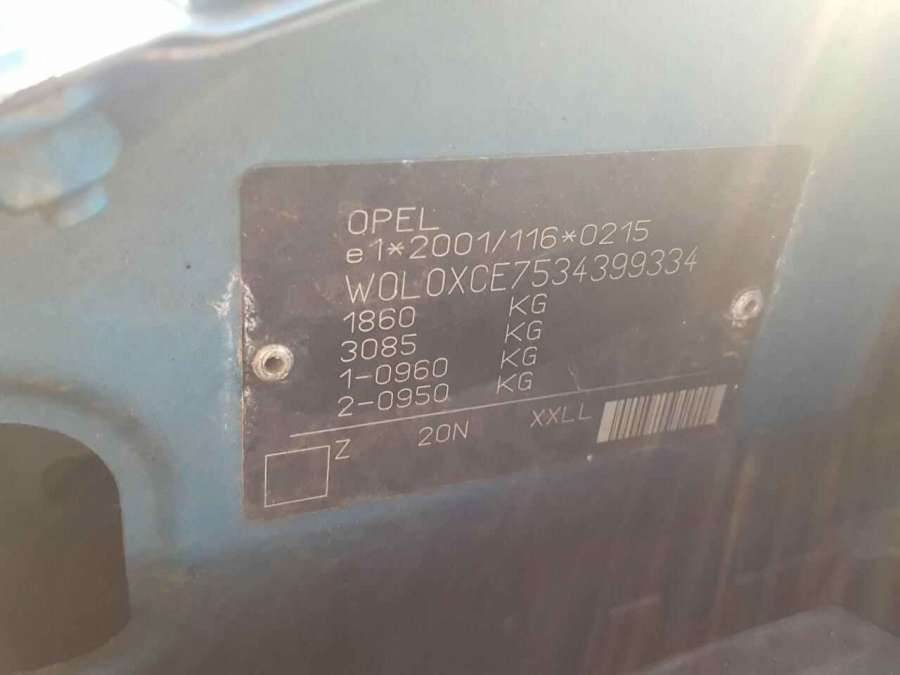 OPEL
e1*2001/116*0215
W0L0XCE7534399334
1860 KG
3085 KG
1-0960 KG
2-0950 KG
Z 20N XXLL